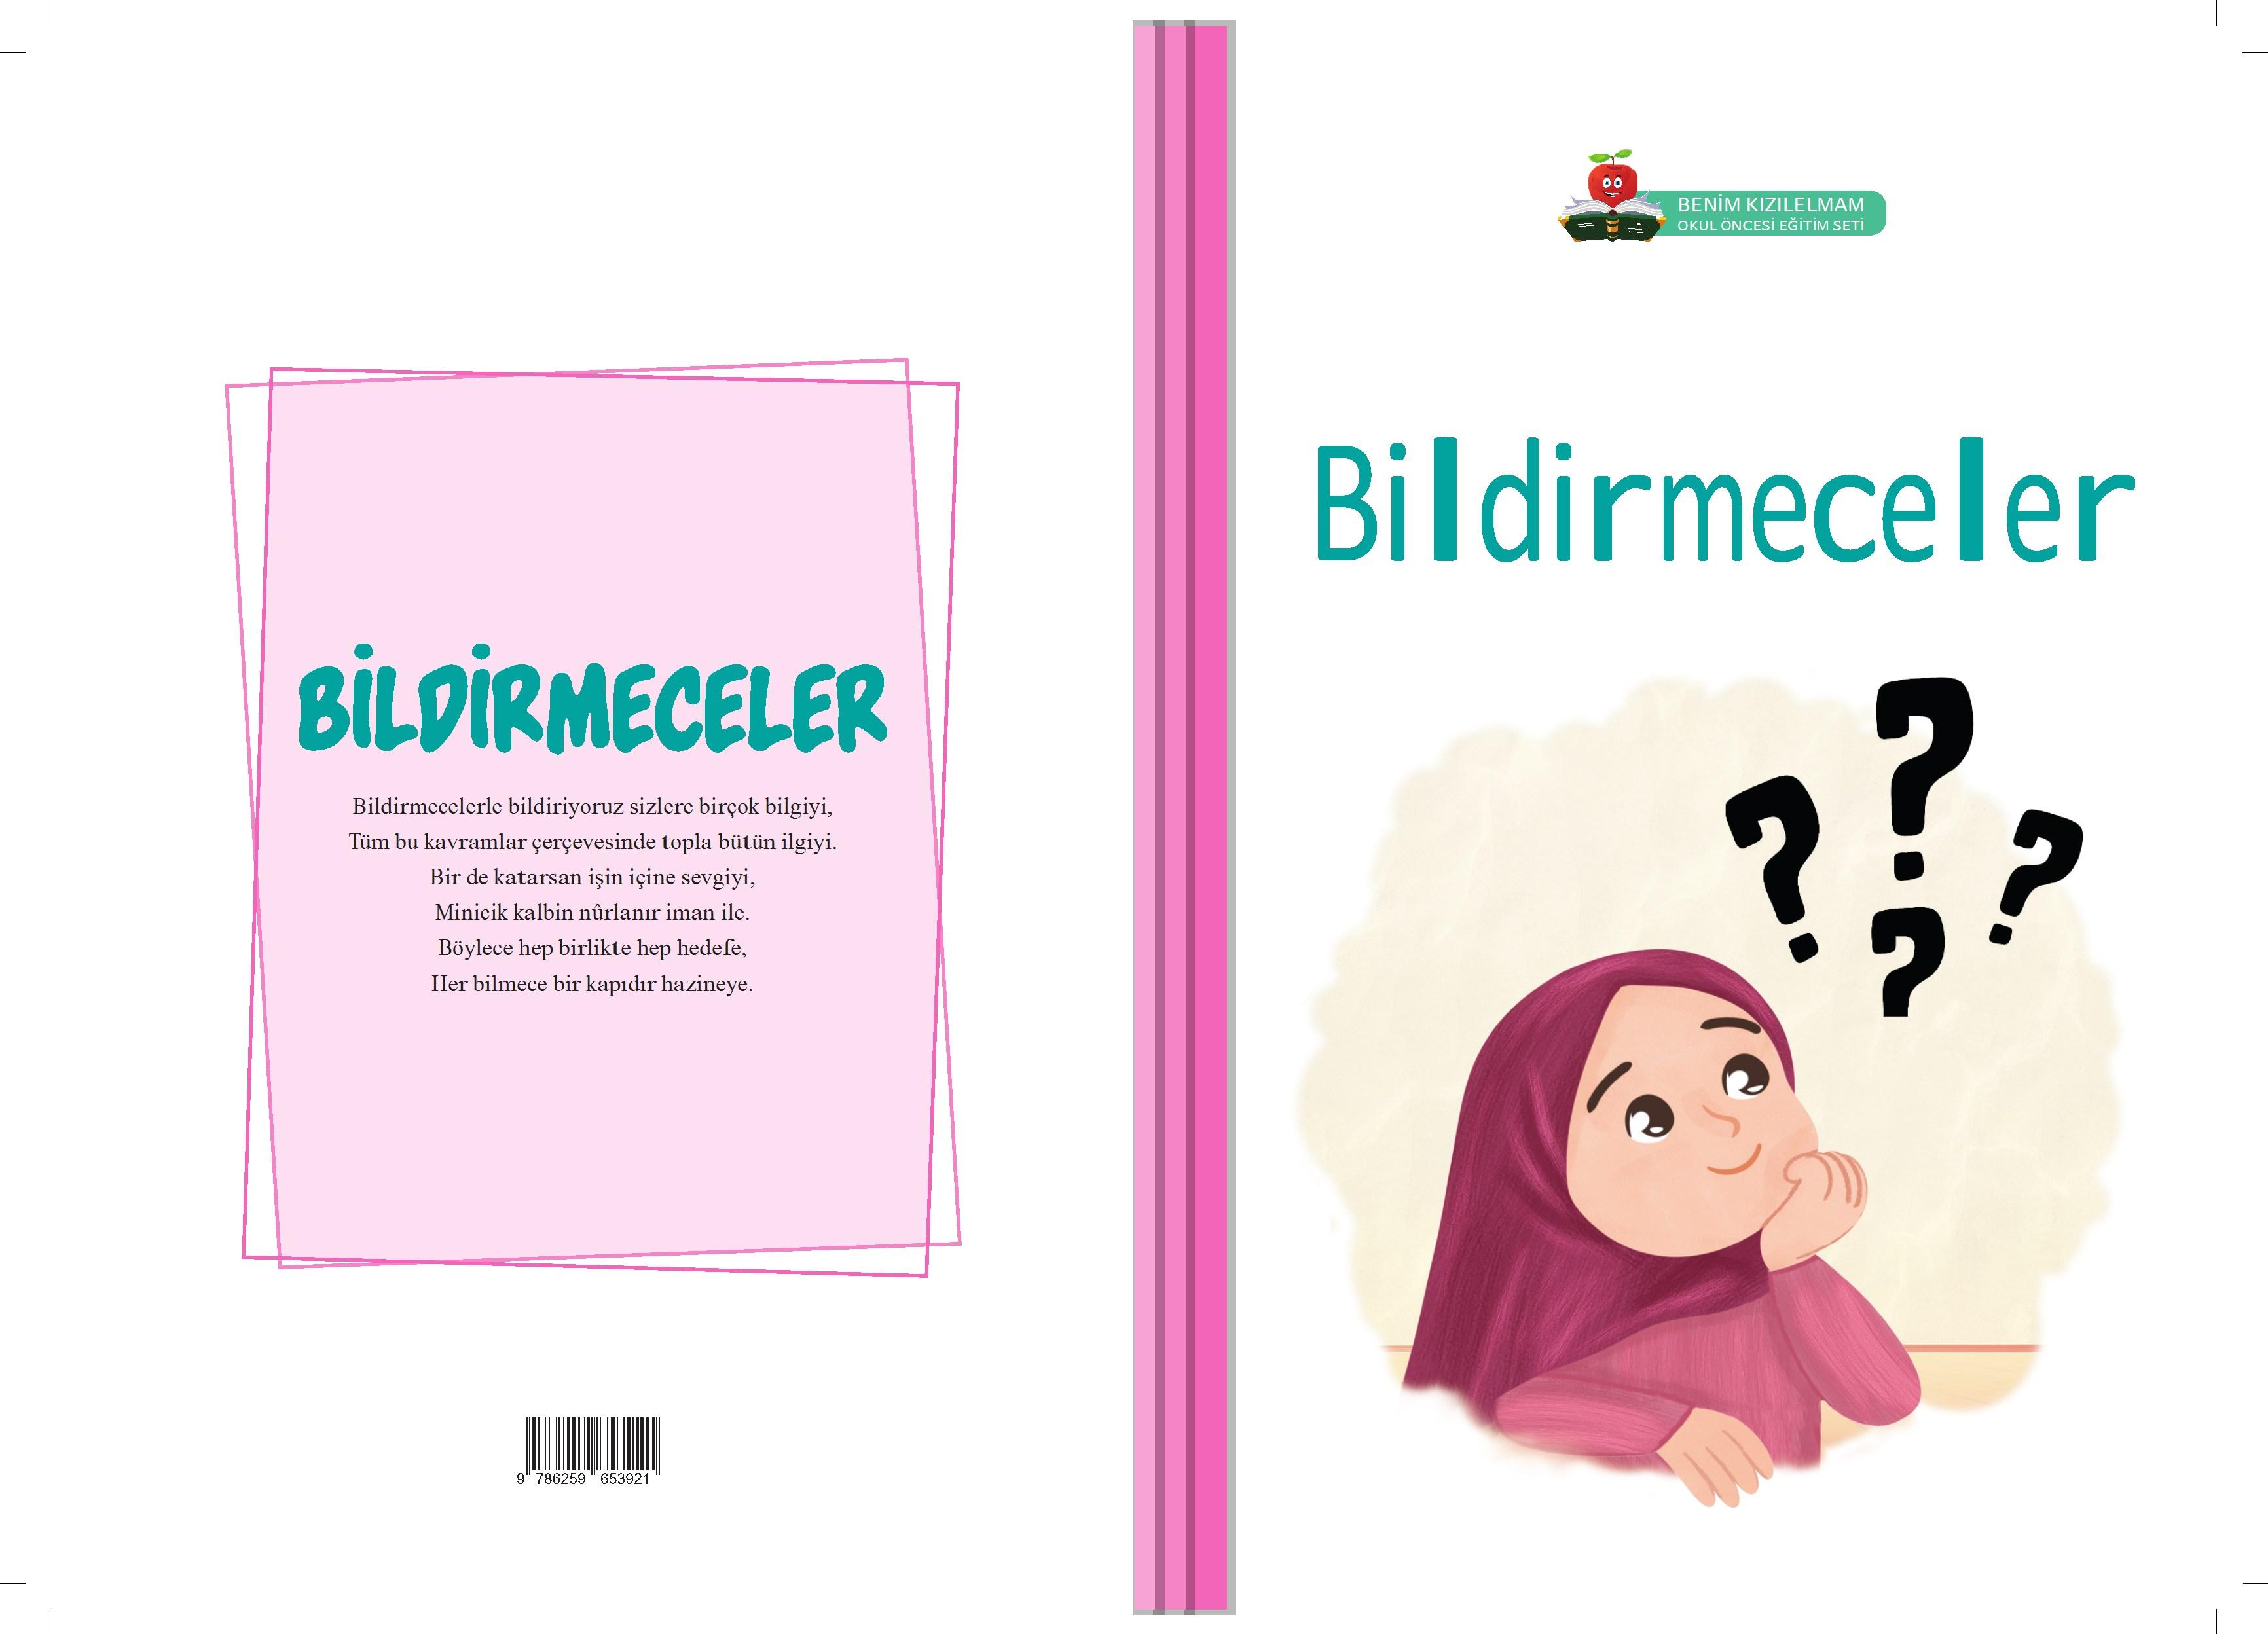 BİLDİRMECELER
Bildirmecelerle bildiriyoruz sizlere birçok bilgiyi,
Tüm bu kavramlar çerçevesinde topla bütün ilgiyi.
Bir de katarsan işin içine sevgiyi,
Minicik kalbin nûrlanır iman ile.
Böylece hep birlikte hep hedefe,
Her bilmece bir kapıdır hazineye.
9 786259 653921
BENİM KIZILELMAM
OKUL ÖNCESİ EĞİTİM SETİ
Bildirmeceler
? ? ? ?